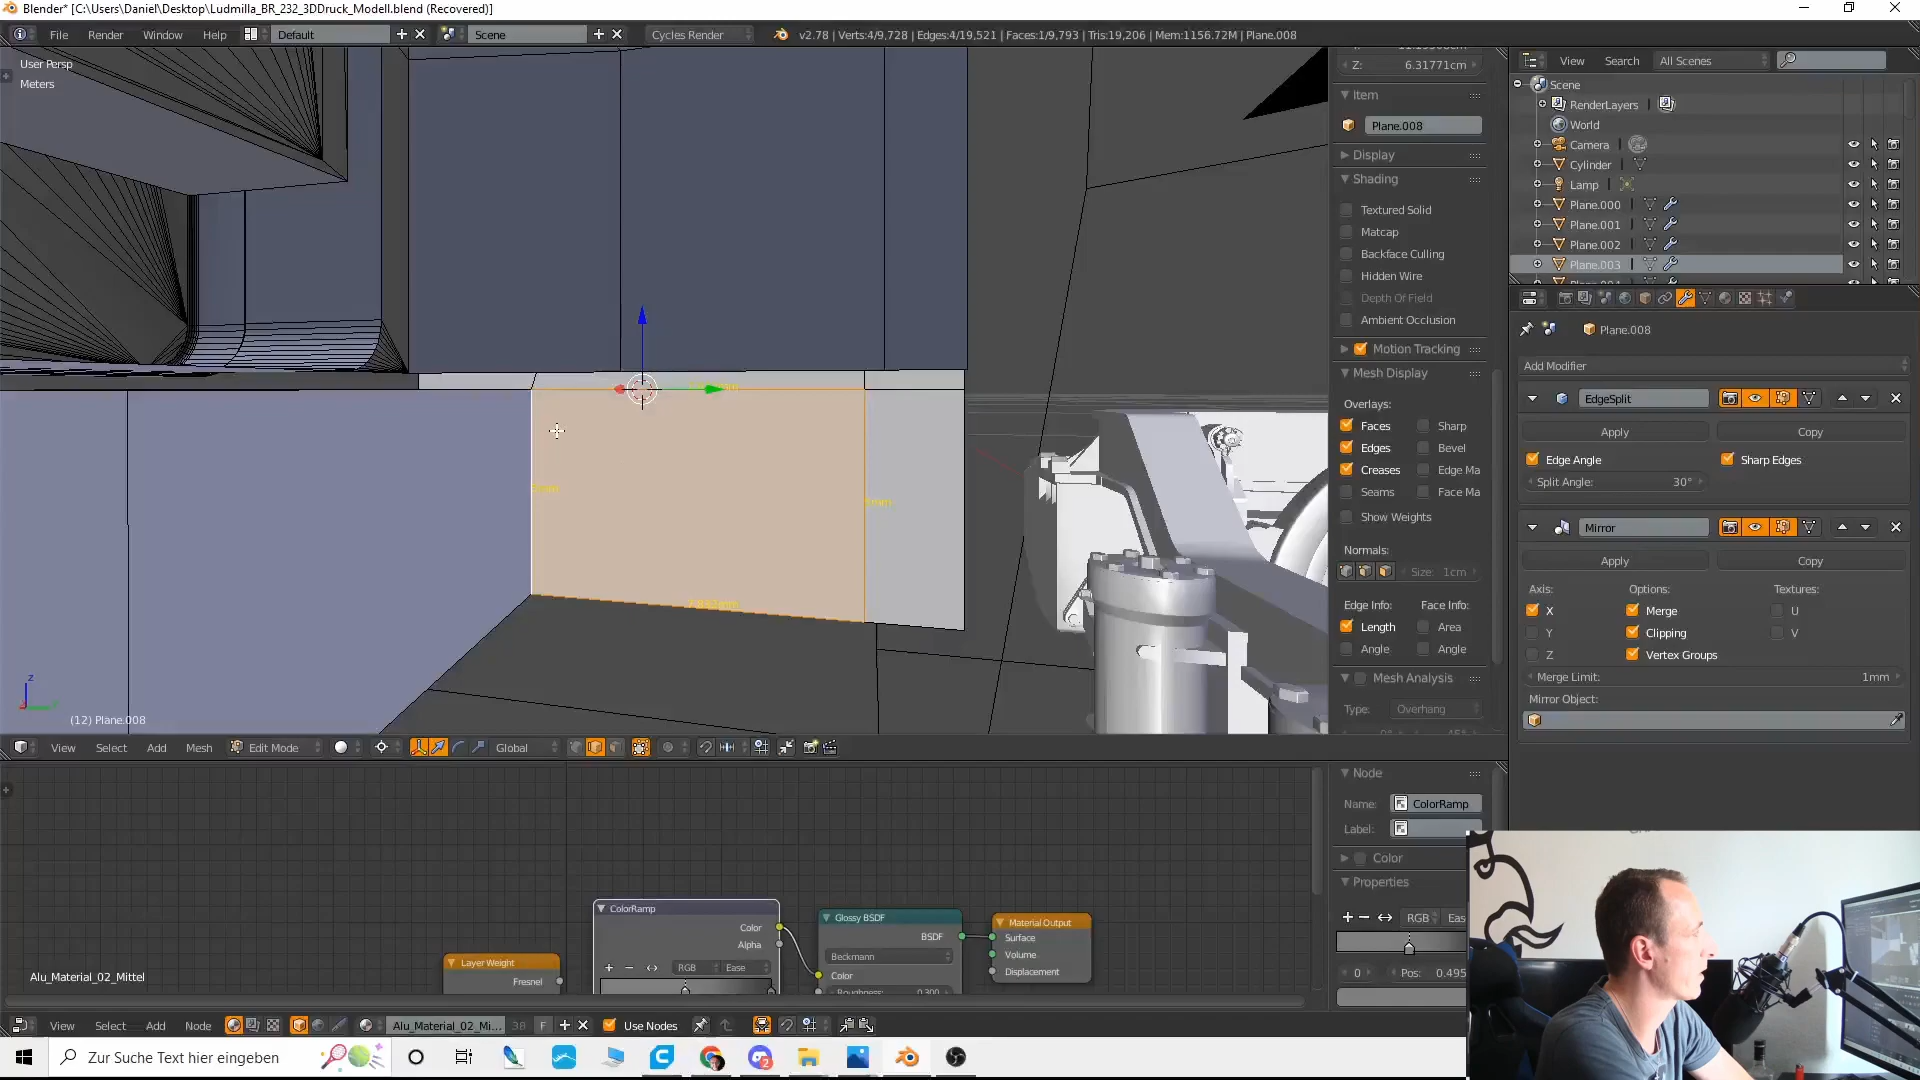 Blender* [C:\Users\Daniel\Desktop\Ludmilla_BR_232_3DDruck_Modell.blend (Recovered)]
File Render Window Help Default Scene Cycles Render v2.78 | Verts:4/9,728 | Edges:4/19,521 | Faces:1/9,793 | Tris:19,206 | Mem:1156.72M | Plane.008
User Persp
Meters
(12) Plane.008
z
7.832mm
View Select Add Mesh Edit Mode Global
Z: 6.31771cm
Item
Plane.008
Display
Shading
Textured Solid
Matcap
Backface Culling
Hidden Wire
Depth Of Field
Ambient Occlusion
Motion Tracking
Mesh Display
Overlays:
Faces Sharp
Edges Bevel
Creases Edge Ma
Seams Face Ma
Show Weights
Normals:
Size: 1cm
Edge Info: Face Info:
Length Area
Angle Angle
Mesh Analysis
Type: Overhang
View Search All Scenes
Scene
RenderLayers
World
Camera
Cylinder
Lamp
Plane.000
Plane.001
Plane.002
Plane.003
Plane.008
Add Modifier
EdgeSplit
Apply Copy
Edge Angle Sharp Edges
Split Angle: 30°
Mirror
Apply Copy
Axis: Options: Textures:
X Merge U
Y Clipping V
Z Vertex Groups
Merge Limit: 1mm
Mirror Object:
Node
Name: ColorRamp
Label:
Color
Properties
RGB Eas
0 Pos: 0.495
Layer Weight
Fresnel
ColorRamp
Color
Alpha
RGB Ease
Glossy BSDF
BSDF
Beckmann
Color
Roughness: 0.300
Material Output
Surface
Volume
Displacement
Alu_Material_02_Mittel
View Select Add Node Alu_Material_02_Mi... 38 F Use Nodes
Zur Suche Text hier eingeben
2